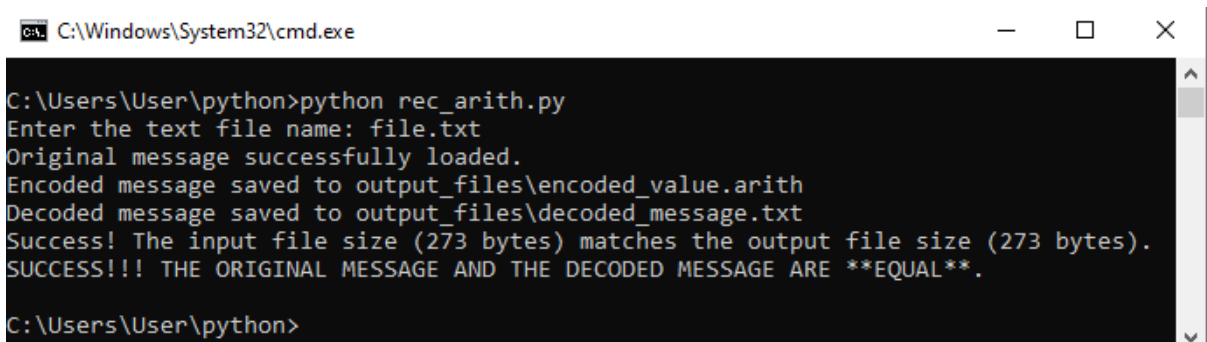 C:\Windows\System32\cmd.exe
C:\Users\User\python>python rec_arith.py
Enter the text file name: file.txt
Original message successfully loaded.
Encoded message saved to output_files\encoded_value.arith
Decoded message saved to output_files\decoded_message.txt
Success! The input file size (273 bytes) matches the output file size (273 bytes).
SUCCESS!!! THE ORIGINAL MESSAGE AND THE DECODED MESSAGE ARE **EQUAL**.
C:\Users\User\python>